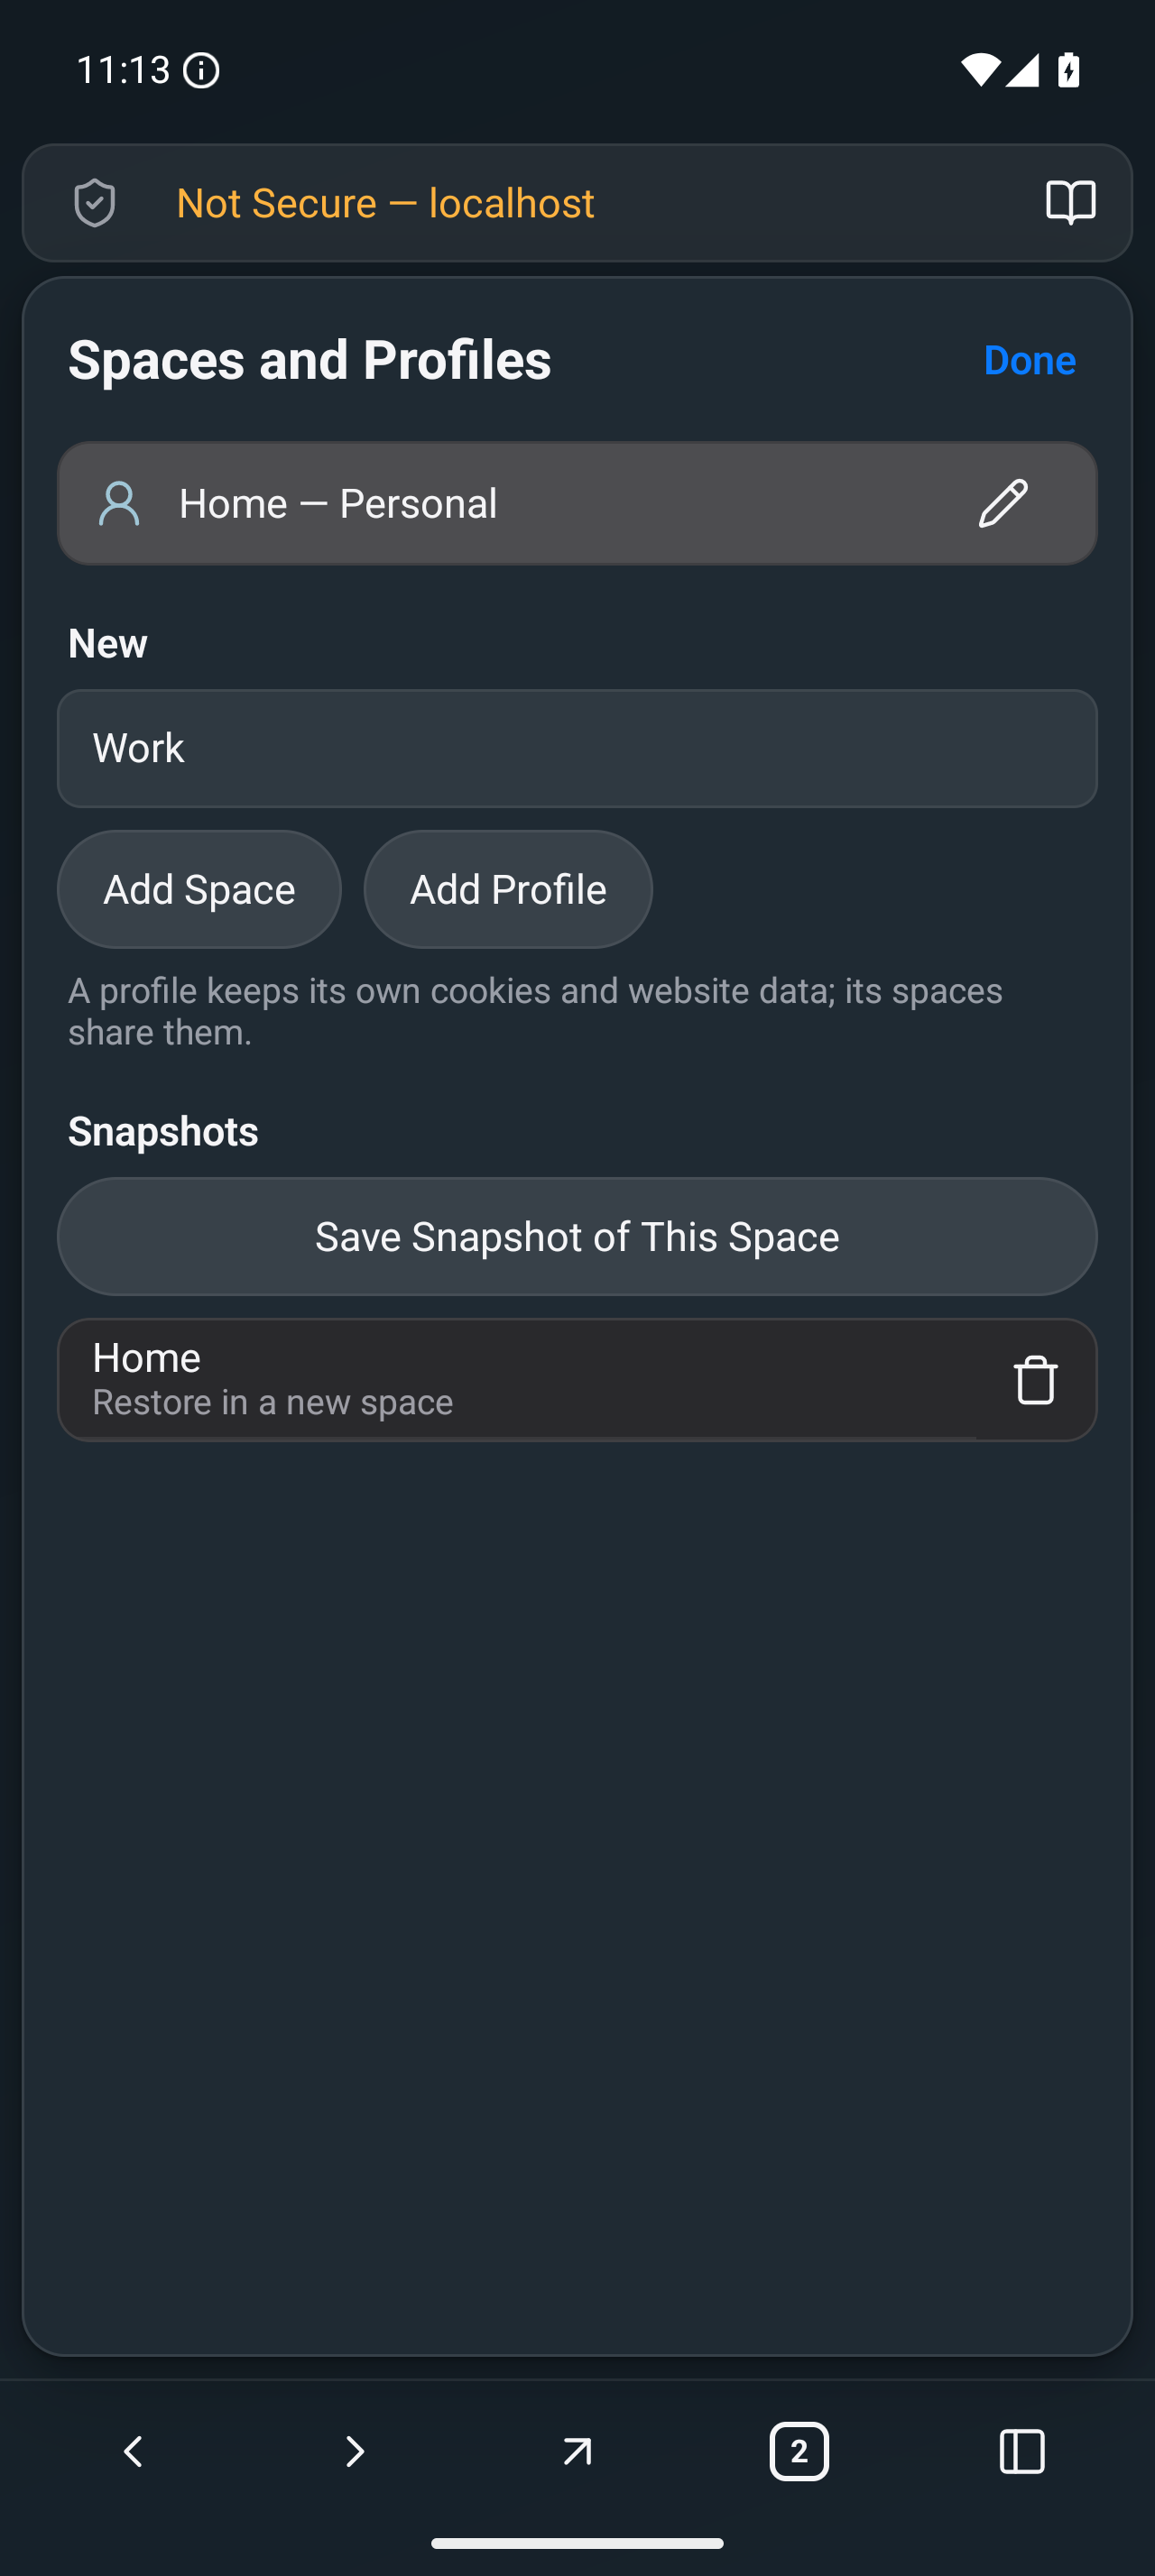 11:13
Not Secure — localhost
Spaces and Profiles
Done
Home — Personal
New
Work
Add Space
Add Profile
A profile keeps its own cookies and website data; its spaces
share them.
Snapshots
Save Snapshot of This Space
Home
Restore in a new space
2